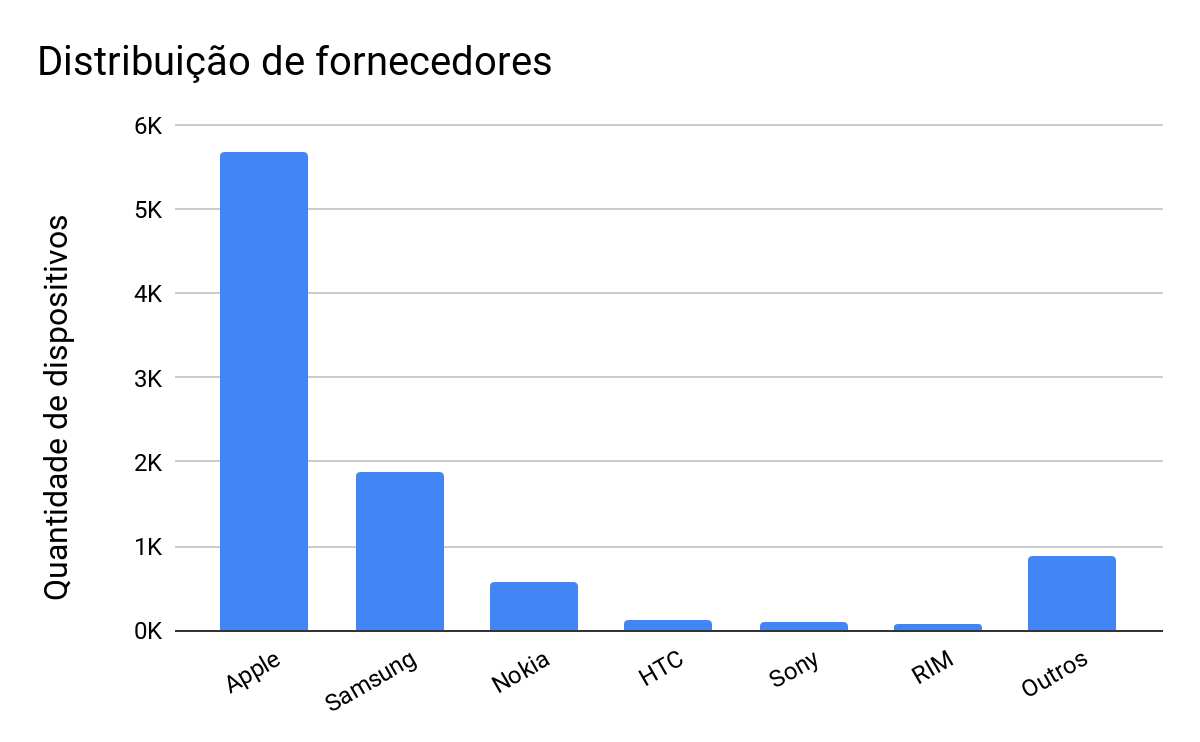 Distribuição de fornecedores
Quantidade de dispositivos
6K
5K
4K
3K
2K
1K
0K
Apple
Samsung
Nokia
HTC
Sony
RIM
Outros